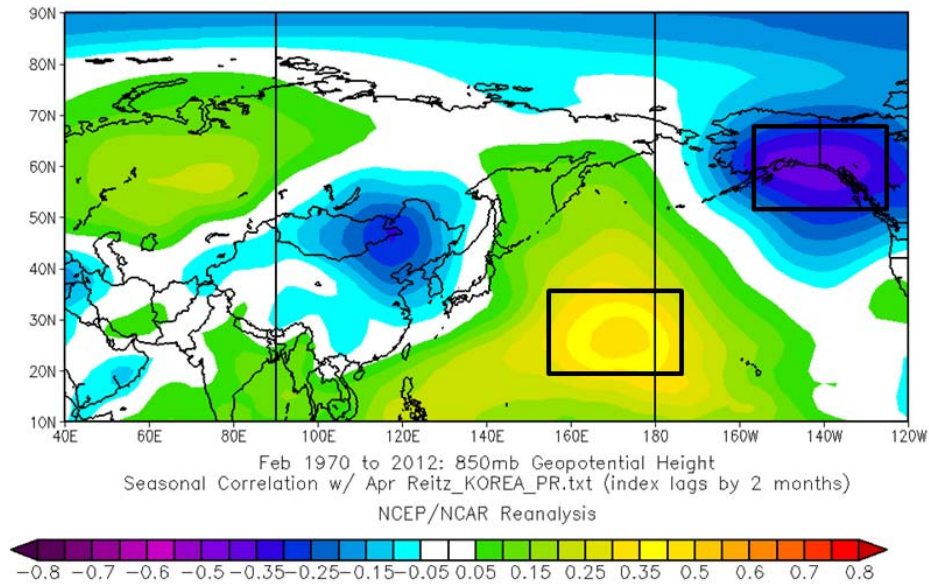 90N
80N
70N
60N
50N
40N
30N
20N
10N
40E 60E 80E 100E 120E 140E 160E 180 160W 140W 120W
Feb 1970 to 2012: 850mb Geopotential Height
Seasonal Correlation w/ Apr Reitz_KOREA_PR.txt (index lags by 2 months)
NCEP/NCAR Reanalysis
-0.8 -0.7 -0.6 -0.5 -0.35 -0.25 -0.15 -0.05 0.05 0.15 0.25 0.35 0.5 0.6 0.7 0.8